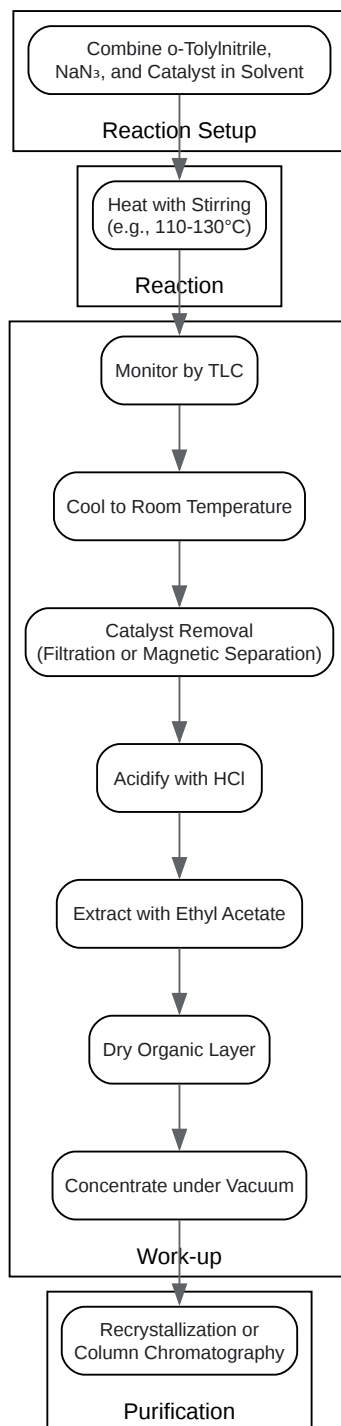 Combine o-Tolylnitrile,
NaN₃, and Catalyst in Solvent
Reaction Setup
Heat with Stirring
(e.g., 110-130°C)
Reaction
Monitor by TLC
Cool to Room Temperature
Catalyst Removal
(Filtration or Magnetic Separation)
Acidify with HCl
Extract with Ethyl Acetate
Dry Organic Layer
Concentrate under Vacuum
Work-up
Recrystallization or
Column Chromatography
Purification